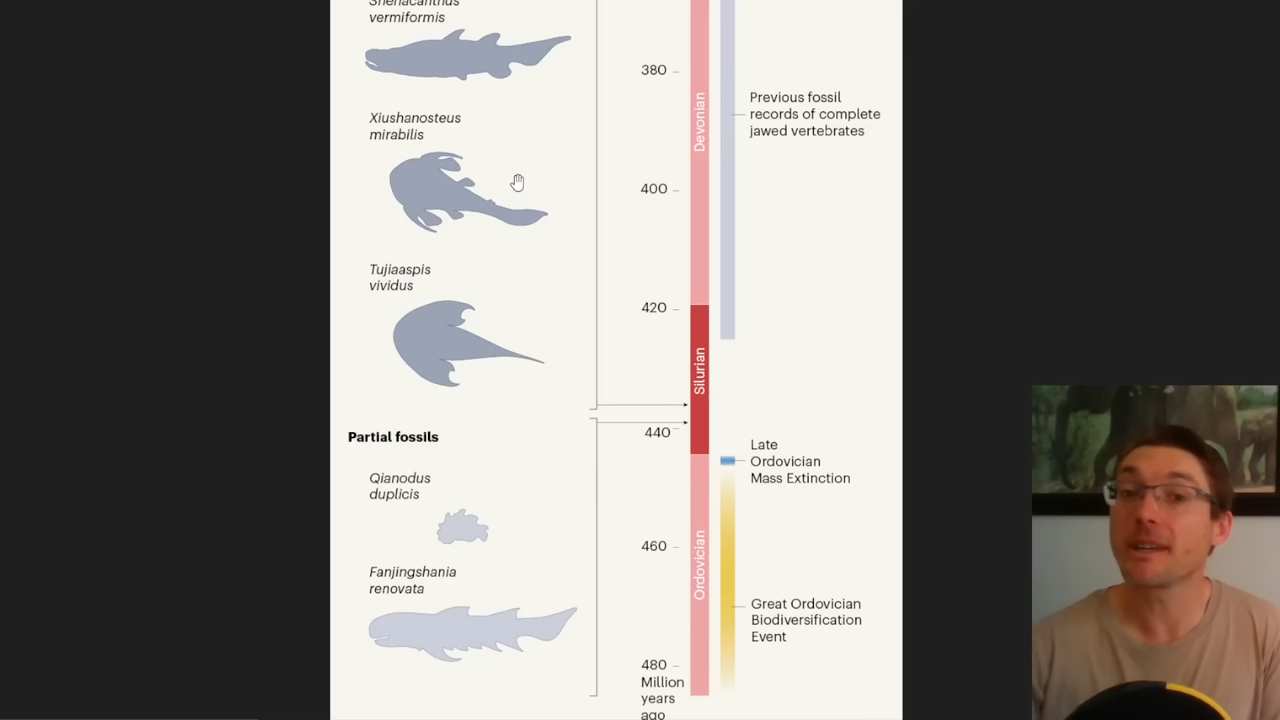 Shenacanthus
vermiformis
380
Devonian
Previous fossil
records of complete
jawed vertebrates
Xiushanosteus
mirabilis
400
Tujiaaspis
vividus
420
Silurian
440
Partial fossils
Late
Ordovician
Mass Extinction
Qianodus
duplicis
460
Ordovician
Fanjingshania
renovata
Great Ordovician
Biodiversification
Event
480
Million
years
ago